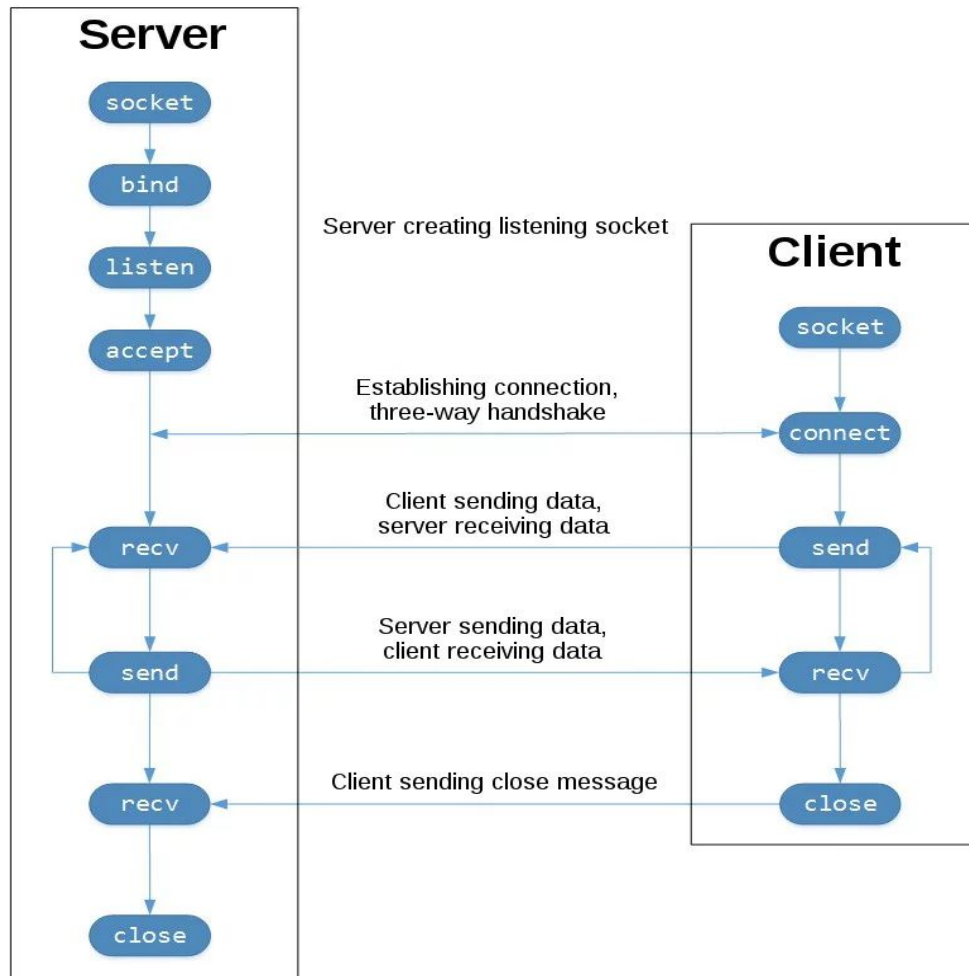 Server
socket
bind
listen
accept
recv
send
recv
close
Server creating listening socket
Establishing connection,
three-way handshake
Client sending data,
server receiving data
Server sending data,
client receiving data
Client sending close message
Client
socket
connect
send
recv
close